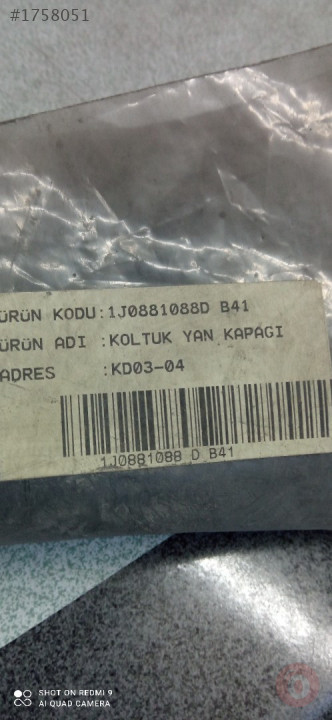 #1758051
ÜRÜN KODU:1J0881088D B41
ÜRÜN ADI :KOLTUK YAN KAPAGI
ADRES :KD03-04
1J0881088 D B41
SHOT ON REDMI 9
AI QUAD CAMERA